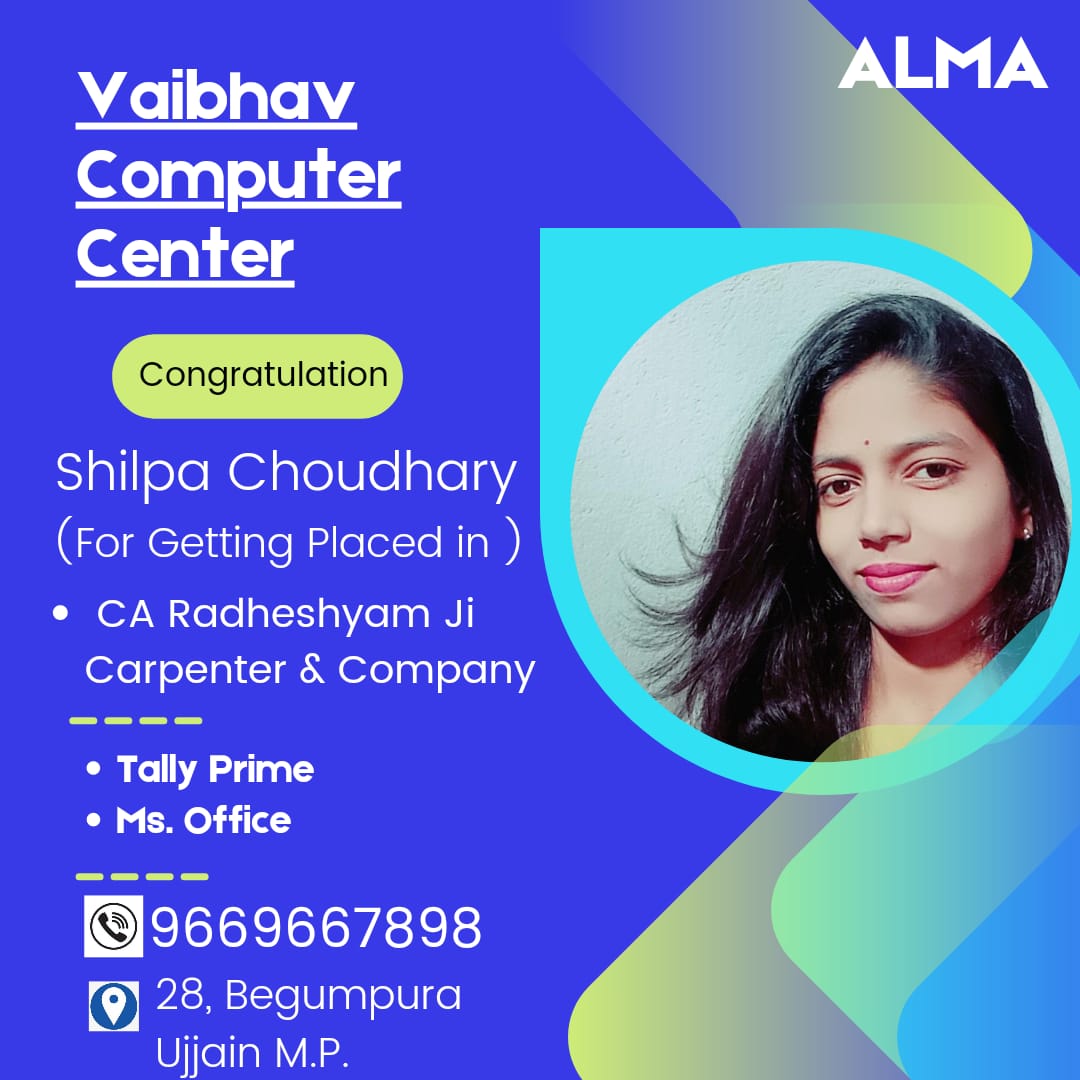 ALMA
Vaibhav
Computer
Center
Congratulation
Shilpa Choudhary
(For Getting Placed in )
• CA Radheshyam Ji
Carpenter & Company
• Tally Prime
• Ms. Office
9669667898
28, Begumpura
Ujjain M.P.